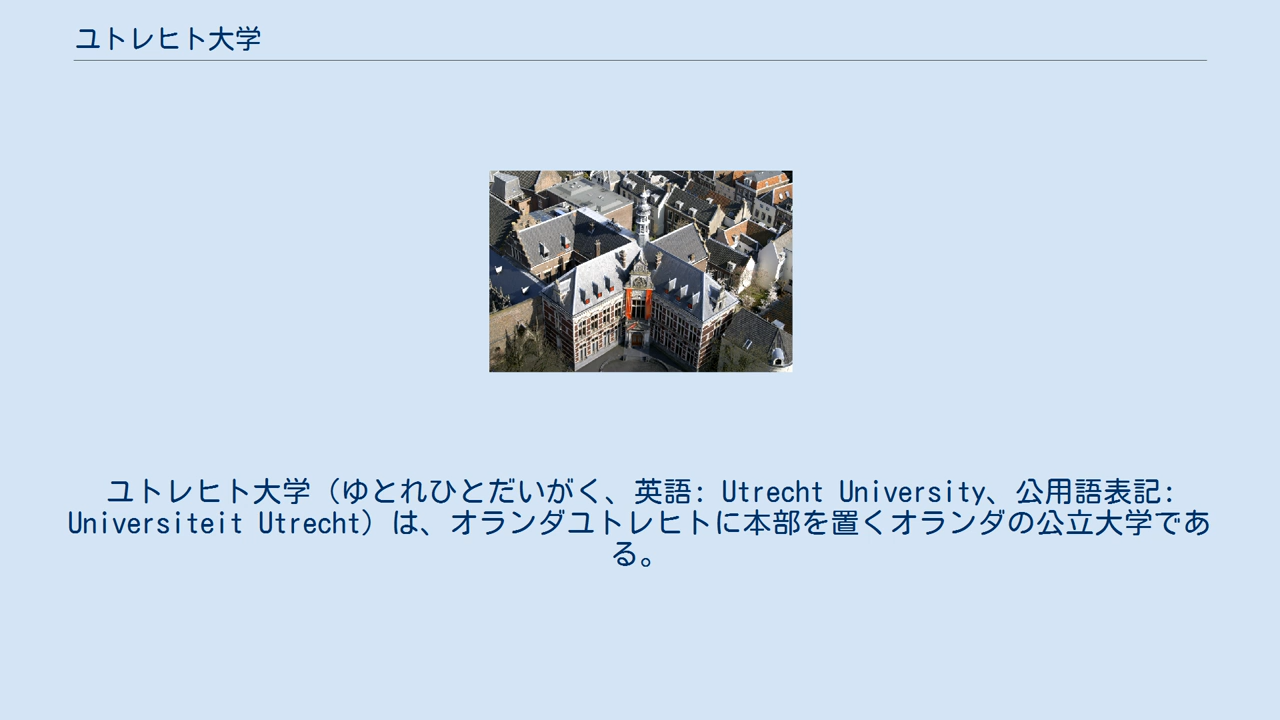 ユトレヒト大学
ユトレヒト大学（ゆとれひとだいがく、英語: Utrecht University、公用語表記:
Universiteit Utrecht）は、オランダユトレヒトに本部を置くオランダの公立大学であ
る。